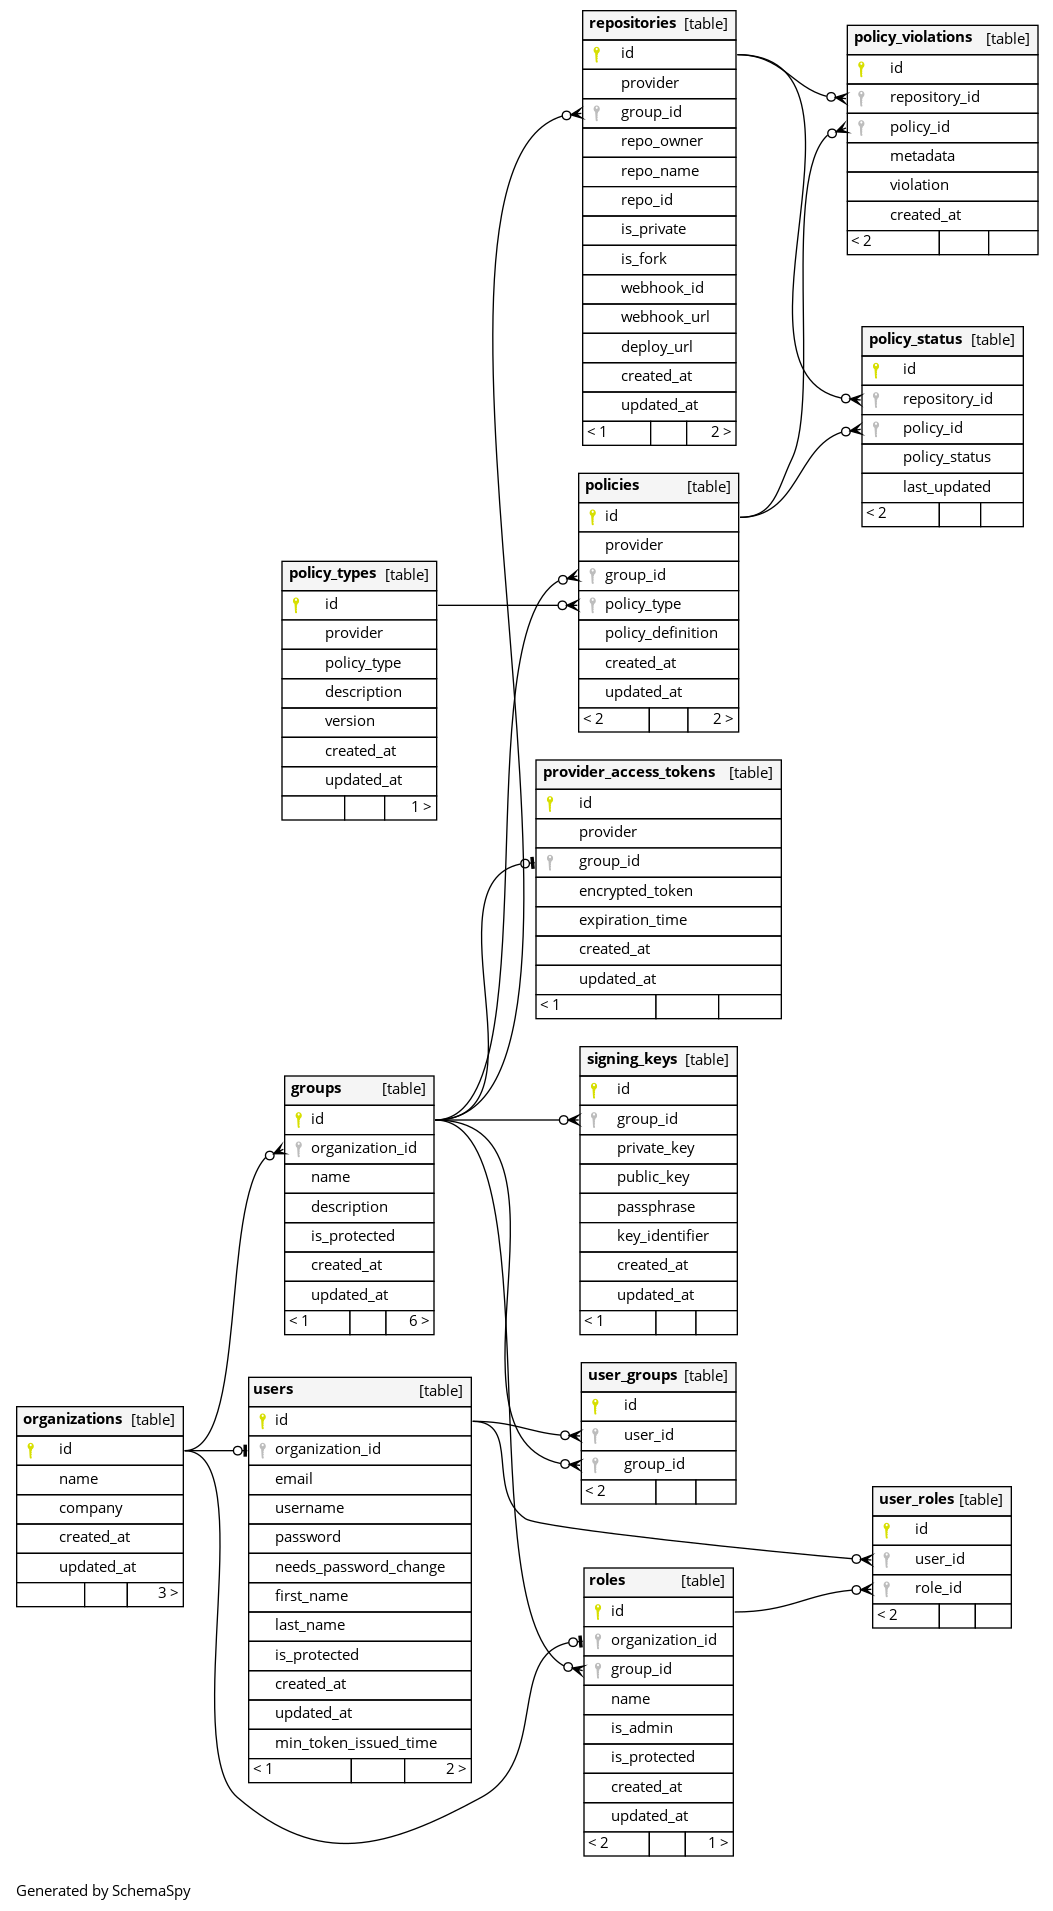 repositories [table]
id
provider
group_id
repo_owner
repo_name
repo_id
is_private
is_fork
webhook_id
webhook_url
deploy_url
created_at
updated_at
< 1 2 >
policy_violations [table]
id
repository_id
policy_id
metadata
violation
created_at
< 2
policy_status [table]
id
repository_id
policy_id
policy_status
last_updated
< 2
policies [table]
id
provider
group_id
policy_type
policy_definition
created_at
updated_at
< 2 2 >
policy_types [table]
id
provider
policy_type
description
version
created_at
updated_at
1 >
provider_access_tokens [table]
id
provider
group_id
encrypted_token
expiration_time
created_at
updated_at
< 1
signing_keys [table]
id
group_id
private_key
public_key
passphrase
key_identifier
created_at
updated_at
< 1
groups [table]
id
organization_id
name
description
is_protected
created_at
updated_at
< 1 6 >
user_groups [table]
id
user_id
group_id
< 2
users [table]
id
organization_id
email
username
password
needs_password_change
first_name
last_name
is_protected
created_at
updated_at
min_token_issued_time
< 1 2 >
organizations [table]
id
name
company
created_at
updated_at
3 >
user_roles [table]
id
user_id
role_id
< 2
roles [table]
id
organization_id
group_id
name
is_admin
is_protected
created_at
updated_at
< 2 1 >
Generated by SchemaSpy